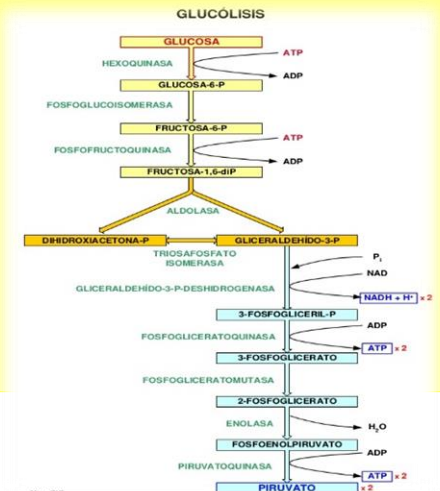 GLUCÓLISIS
GLUCOSA
ATP
HEXOQUINASA
ADP
GLUCOSA-6-P
FOSFOGLUCOISOMERASA
FRUCTOSA-6-P
ATP
FOSFOFRUCTOQUINASA
ADP
FRUCTOSA-1,6-diP
ALDOLASA
DIHIDROXIACETONA-P
GLICERALDEHÍDO-3-P
TRIOSAFOSFATO
ISOMERASA
Pi
NAD
GLICERALDEHÍDO-3-P-DESHIDROGENASA
NADH + H+ x 2
3-FOSFOGLICERIL-P
ADP
FOSFOGLICERATOQUINASA
ATP x 2
3-FOSFOGLICERATO
FOSFOGLICERATOMUTASA
2-FOSFOGLICERATO
ENOLASA
H2O
FOSFOENOLPIRUVATO
ADP
PIRUVATOQUINASA
ATP x 2
PIRUVATO x 2